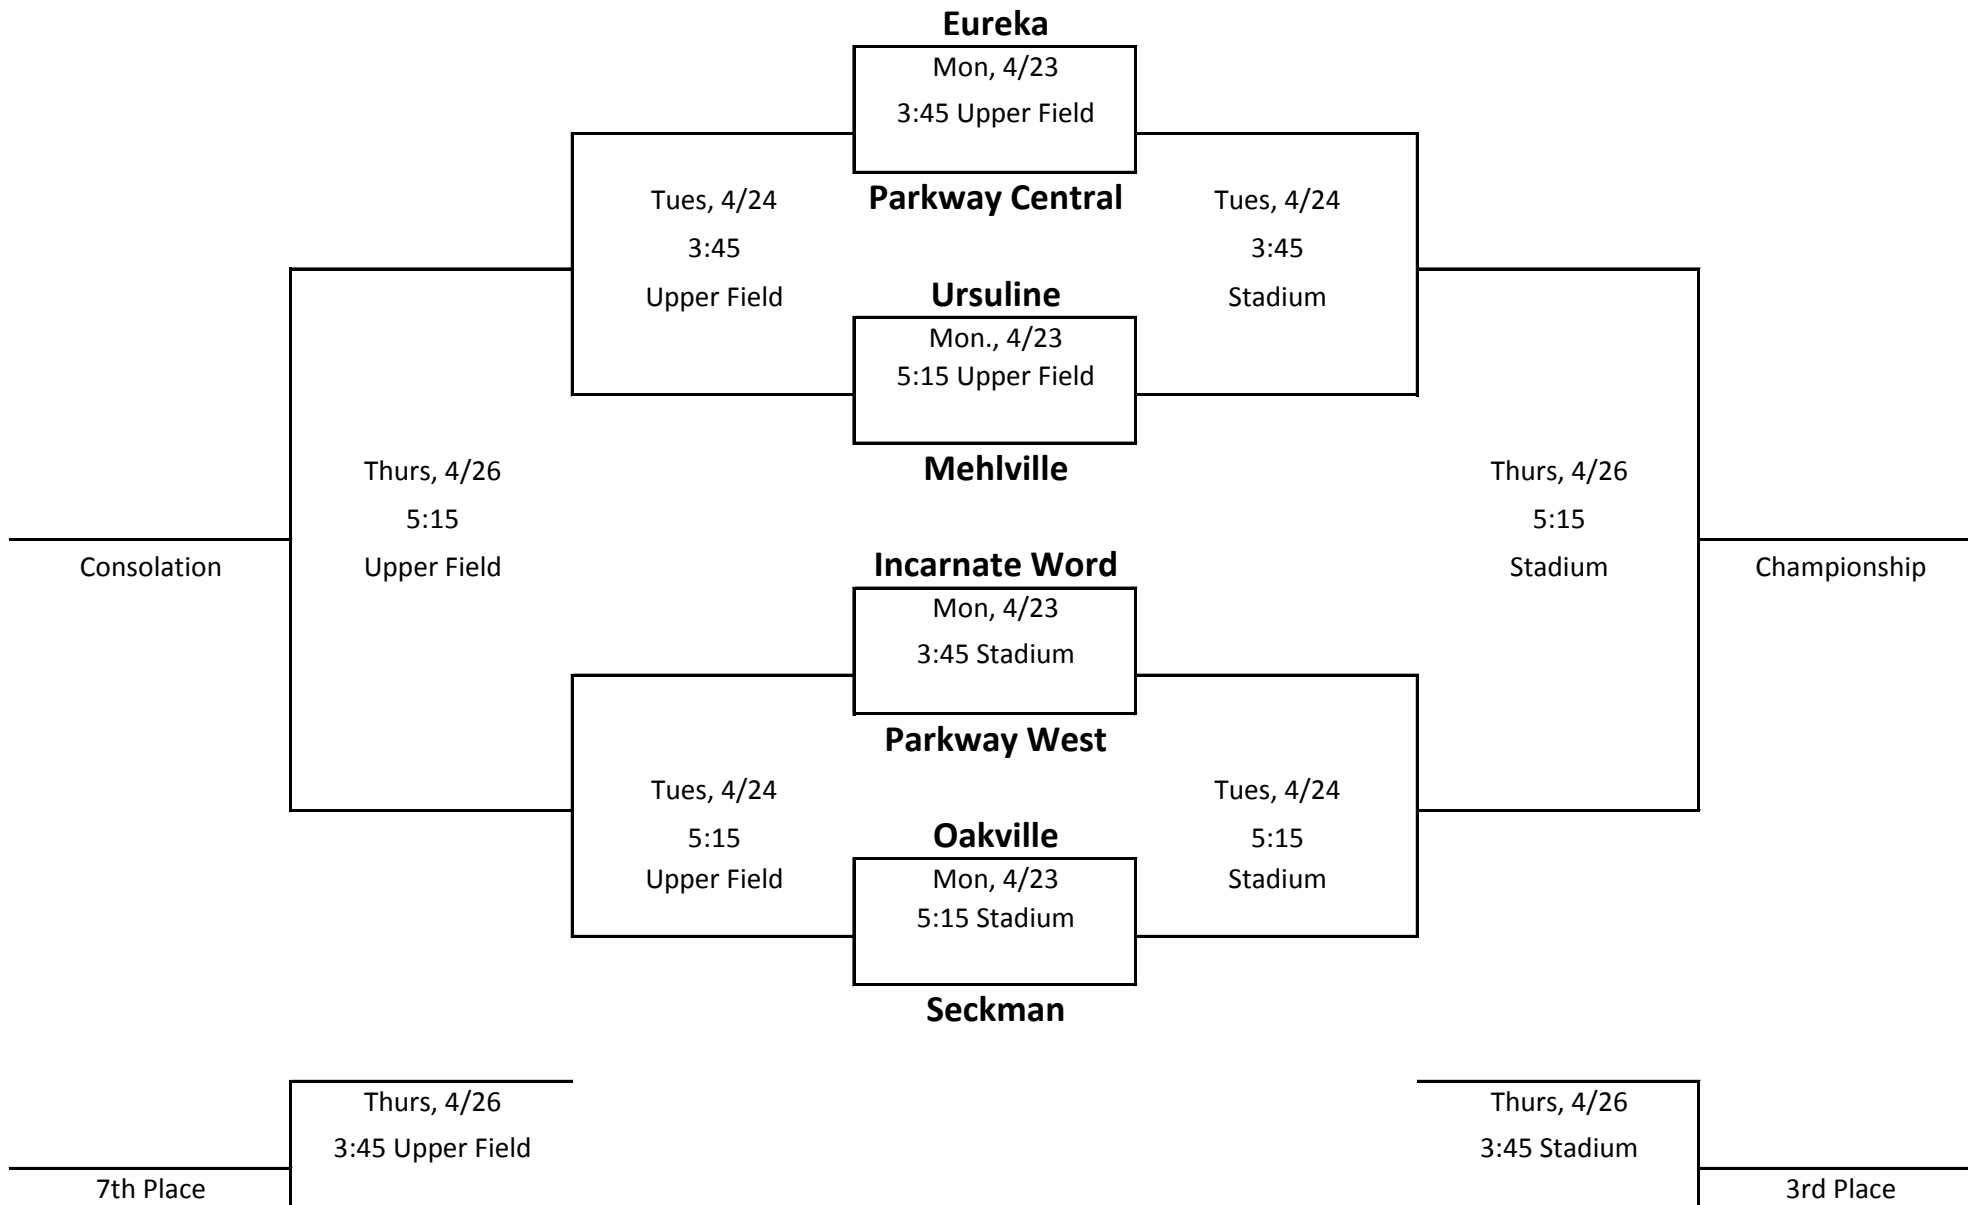 Eureka
Mon, 4/23
3:45 Upper Field
Parkway Central
Tues, 4/24
3:45
Upper Field
Tues, 4/24
3:45
Stadium
Ursuline
Mon., 4/23
5:15 Upper Field
Mehlville
Thurs, 4/26
5:15
Upper Field
Consolation
Thurs, 4/26
5:15
Stadium
Championship
Incarnate Word
Mon, 4/23
3:45 Stadium
Parkway West
Tues, 4/24
5:15
Upper Field
Tues, 4/24
5:15
Stadium
Oakville
Mon, 4/23
5:15 Stadium
Seckman
Thurs, 4/26
3:45 Upper Field
7th Place
Thurs, 4/26
3:45 Stadium
3rd Place